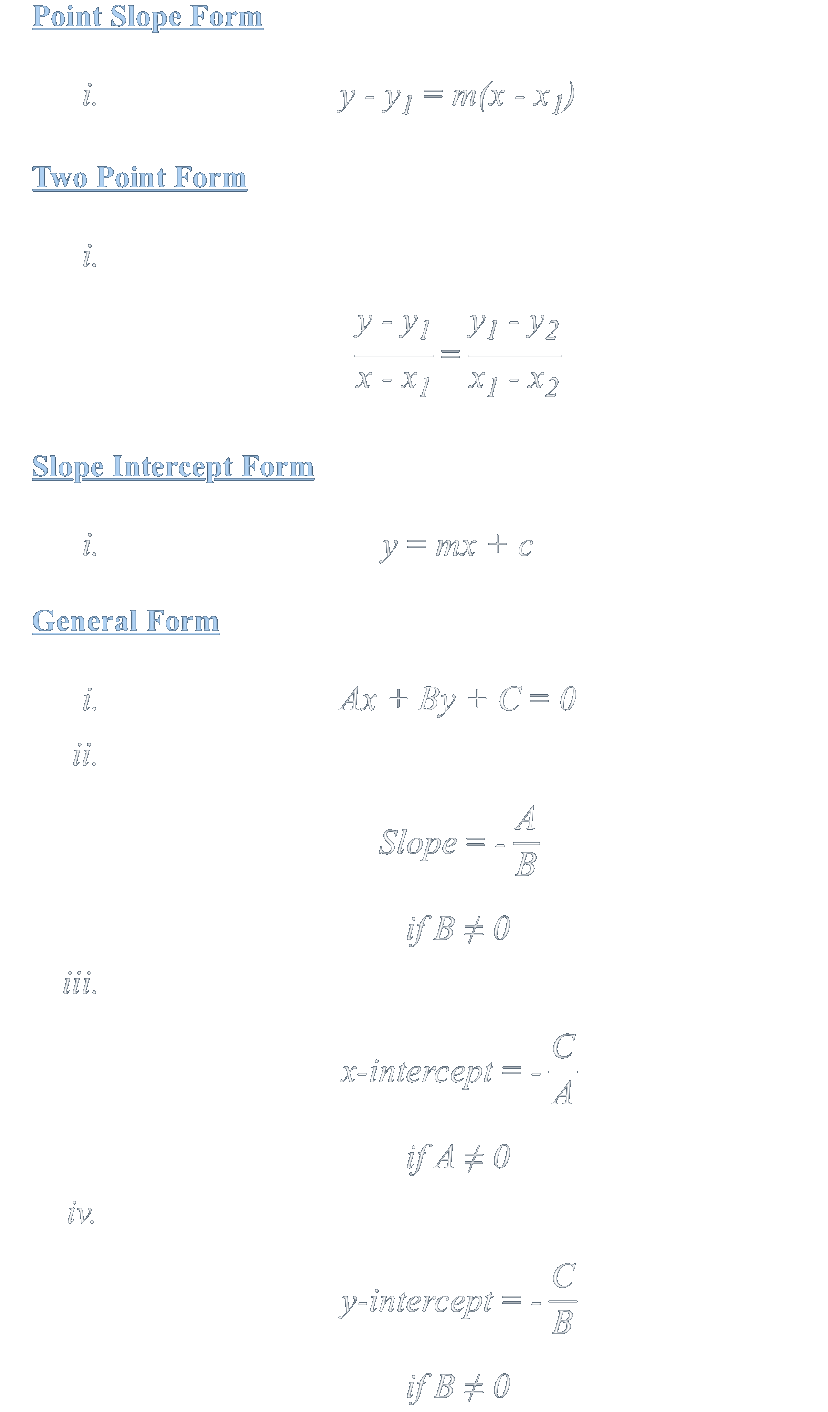 Point Slope Form
i. y - y₁ = m(x - x₁)
Two Point Form
i.
y - y₁ / x - x₁ = y₁ - y₂ / x₁ - x₂
Slope Intercept Form
i. y = mx + c
General Form
i. Ax + By + C = 0
ii.
Slope = - A / B
if B ≠ 0
iii.
x-intercept = - C / A
if A ≠ 0
iv.
y-intercept = - C / B
if B ≠ 0